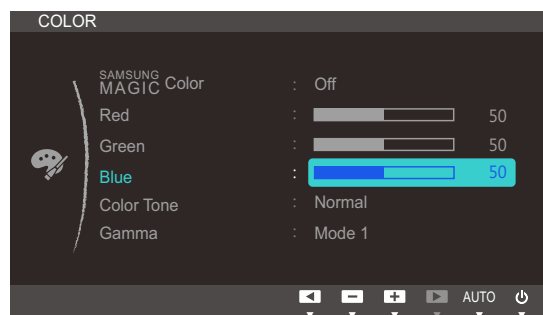 COLOR
SAMSUNG MAGIC Color : Off
Red : 50
Green : 50
Blue : 50
Color Tone : Normal
Gamma : Mode 1
AUTO